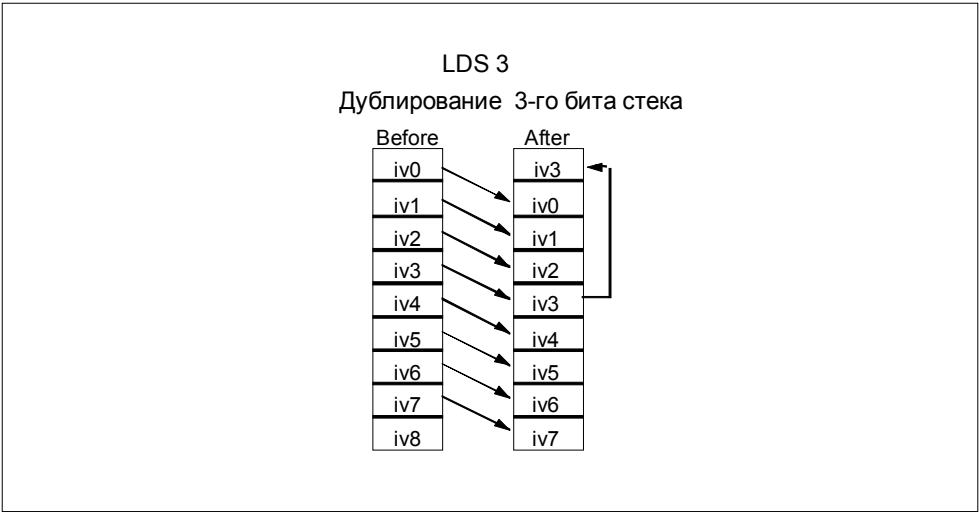 LDS 3
Дублирование 3-го бита стека
Before After
iv0 iv3
iv1 iv0
iv2 iv1
iv3 iv2
iv4 iv3
iv5 iv4
iv6 iv5
iv7 iv6
iv8 iv7